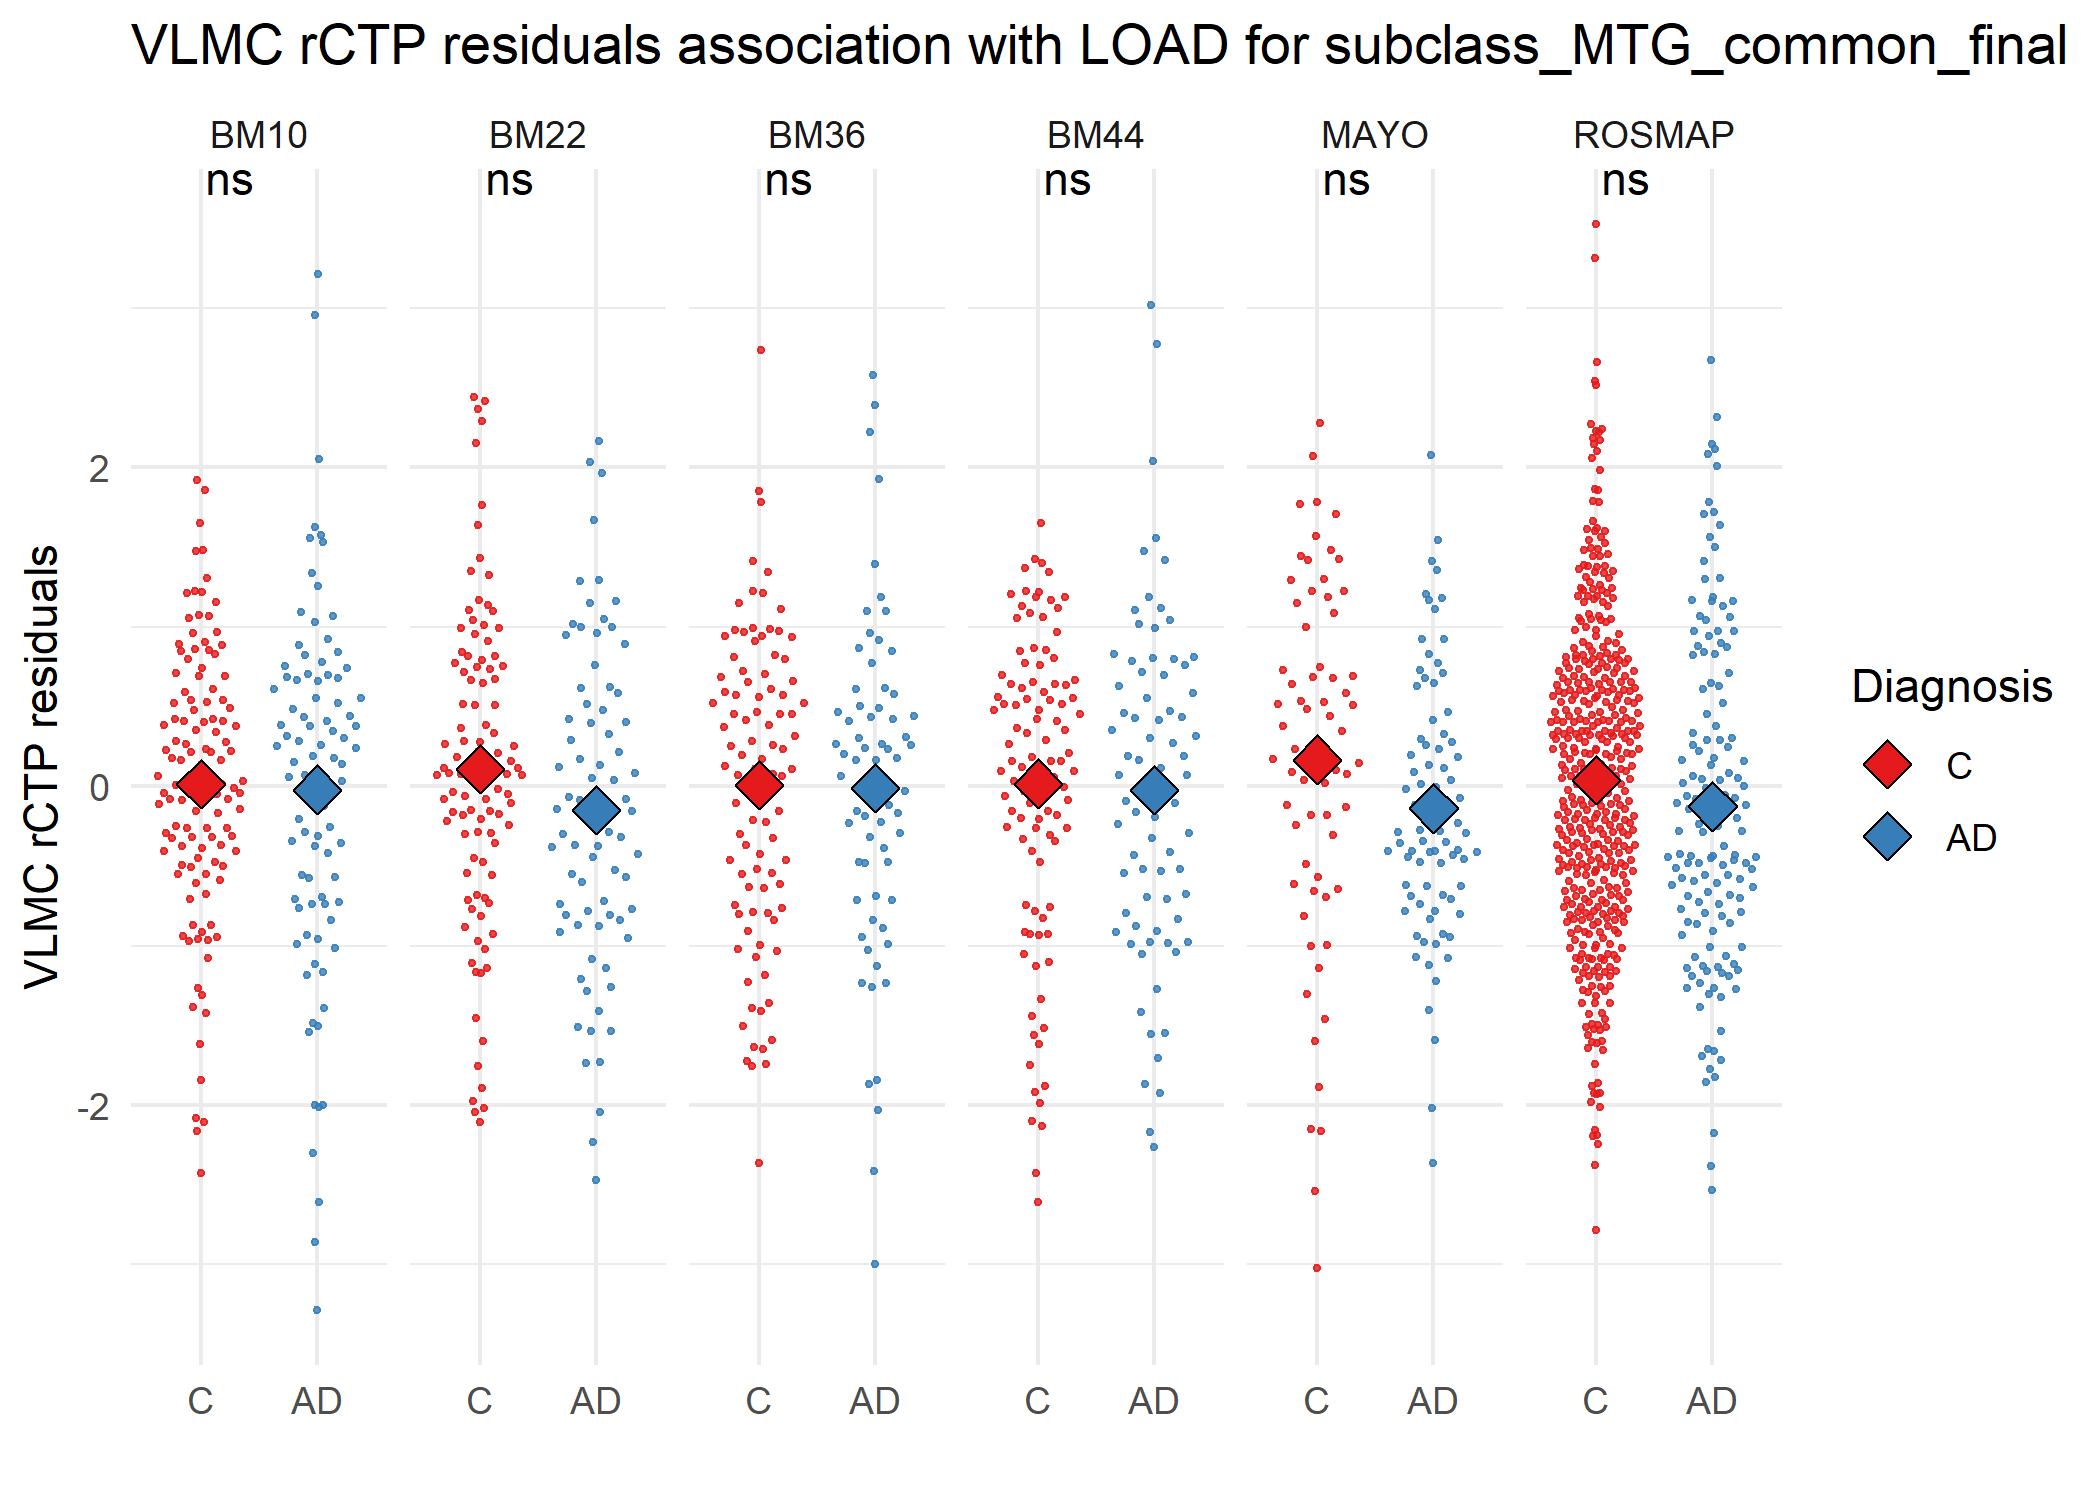 VLMC rCTP residuals association with LOAD for subclass_MTG_common_final
BM10 BM22 BM36 BM44 MAYO ROSMAP
ns ns ns ns ns ns
VLMC rCTP residuals
2
0
-2
C AD C AD C AD C AD C AD C AD
Diagnosis
C
AD